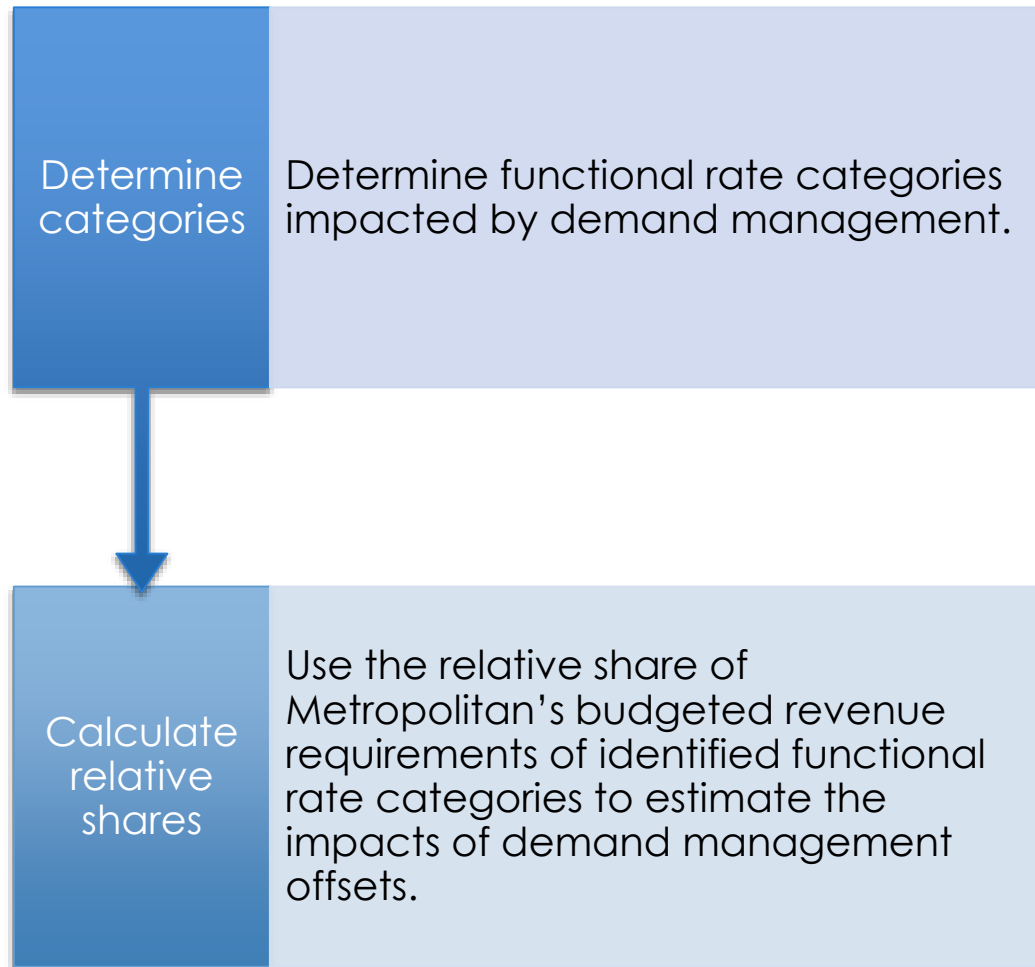 Determine
categories
Determine functional rate categories
impacted by demand management.
Calculate
relative
shares
Use the relative share of
Metropolitan’s budgeted revenue
requirements of identified functional
rate categories to estimate the
impacts of demand management
offsets.